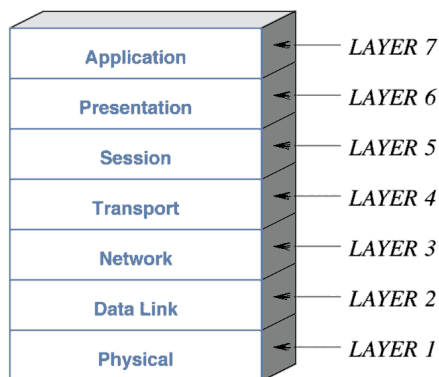 Application LAYER 7
Presentation LAYER 6
Session LAYER 5
Transport LAYER 4
Network LAYER 3
Data Link LAYER 2
Physical LAYER 1